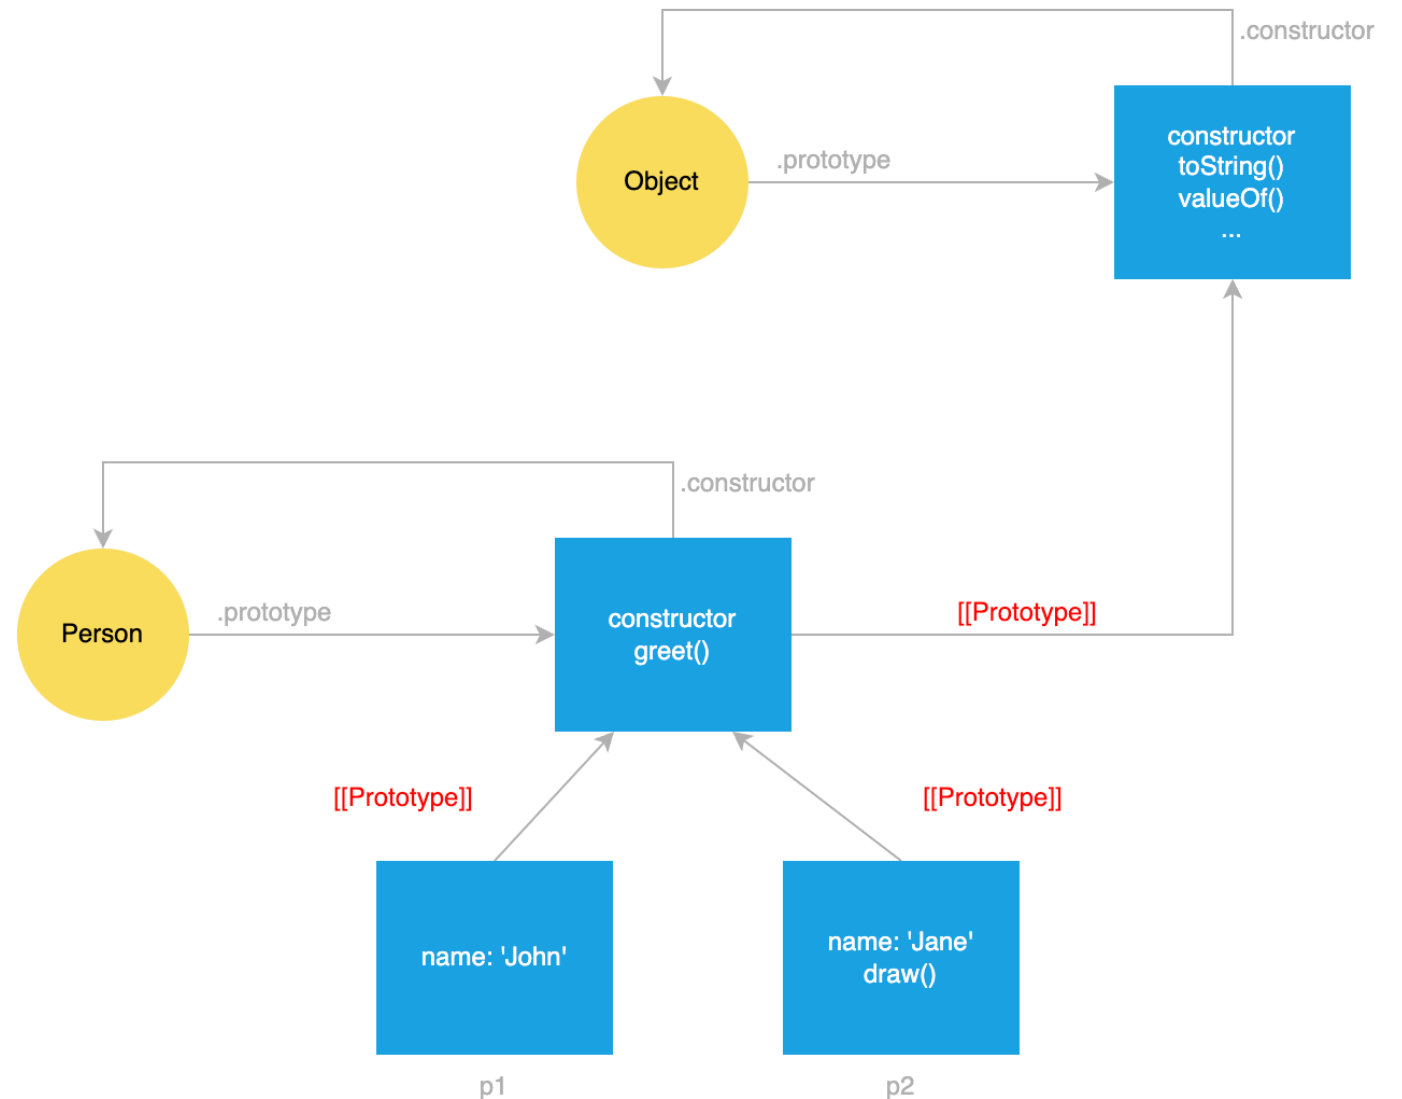 .constructor
constructor
toString()
valueOf()
...
.prototype
Object
.constructor
constructor
greet()
.prototype
Person
[[Prototype]]
[[Prototype]]
[[Prototype]]
name: 'John'
name: 'Jane'
draw()
p1
p2